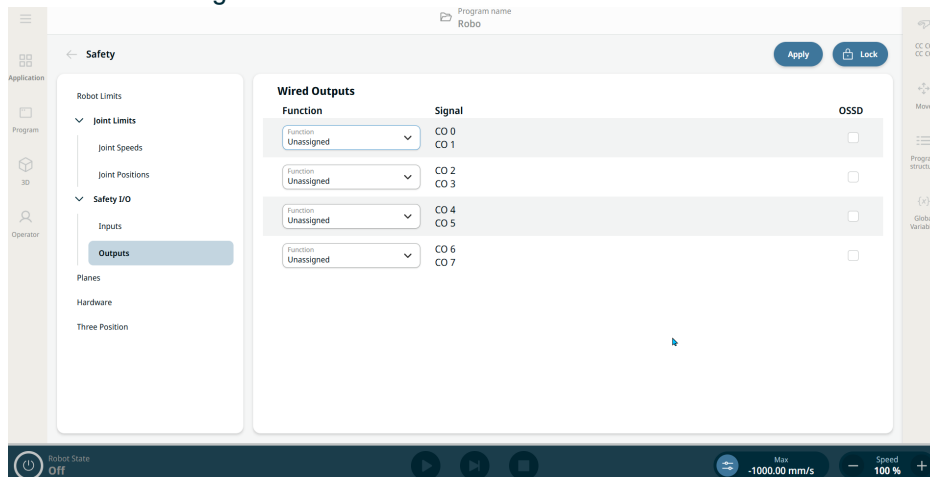 Program name
Robo
Safety
Apply
Lock
Application
Program
3D
Operator
Robot Limits
Joint Limits
Joint Speeds
Joint Positions
Safety I/O
Inputs
Outputs
Planes
Hardware
Three Position
Wired Outputs
Function
Signal
OSSD
Function
Unassigned
CO 0
CO 1
Function
Unassigned
CO 2
CO 3
Function
Unassigned
CO 4
CO 5
Function
Unassigned
CO 6
CO 7
Robot State
Off
Max
-1000.00 mm/s
Speed
100 %